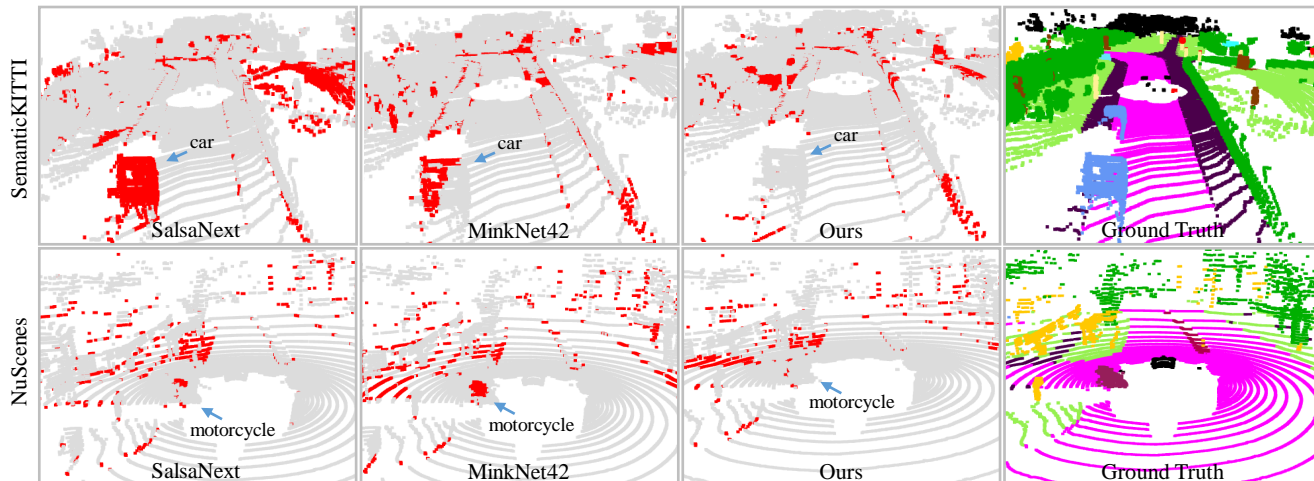 SemanticKITTI
car
car
car
SalsaNext
MinkNet42
Ours
Ground Truth
NuScenes
motorcycle
motorcycle
motorcycle
SalsaNext
MinkNet42
Ours
Ground Truth